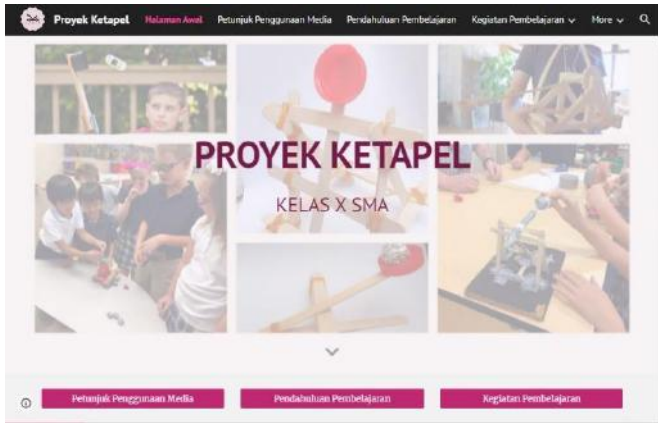 Proyek Ketapel Halaman Awal Petunjuk Penggunaan Media Pendahuluan Pembelajaran Kegiatan Pembelajaran More
PROYEK KETAPEL
KELAS X SMA
Petunjuk Penggunaan Media Pendahuluan Pembelajaran Kegiatan Pembelajaran